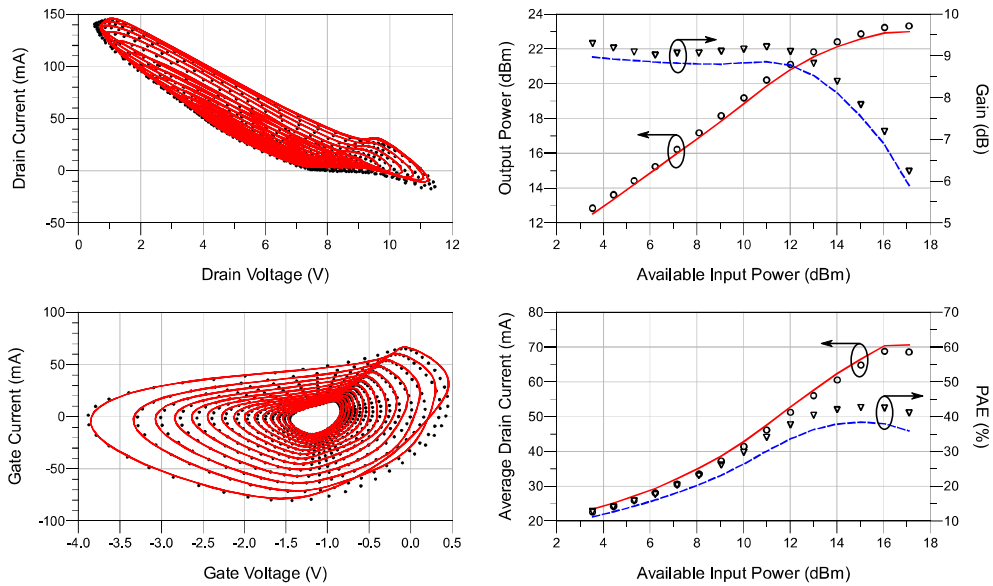 150
100
50
0
-50
Drain Current (mA)
0 2 4 6 8 10 12
Drain Voltage (V)
24
22
20
18
16
14
12
Output Power (dBm)
10
9
8
7
6
5
Gain (dB)
2 4 6 8 10 12 14 16 18
Available Input Power (dBm)
100
50
0
-50
-100
Gate Current (mA)
-4.0 -3.5 -3.0 -2.5 -2.0 -1.5 -1.0 -0.5 0.0 0.5
Gate Voltage (V)
80
70
60
50
40
30
20
Average Drain Current (mA)
70
60
50
40
30
20
10
PAE (%)
2 4 6 8 10 12 14 16 18
Available Input Power (dBm)